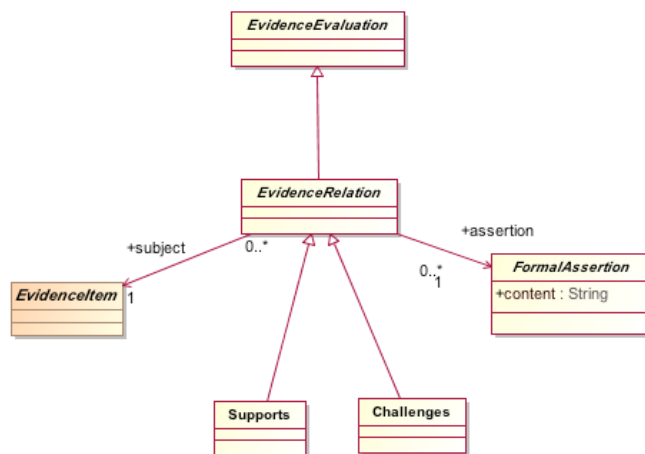 EvidenceEvaluation
EvidenceRelation
+subject
0..*
+assertion
EvidenceItem
1
0..*
1
FormalAssertion
+content : String
Supports
Challenges